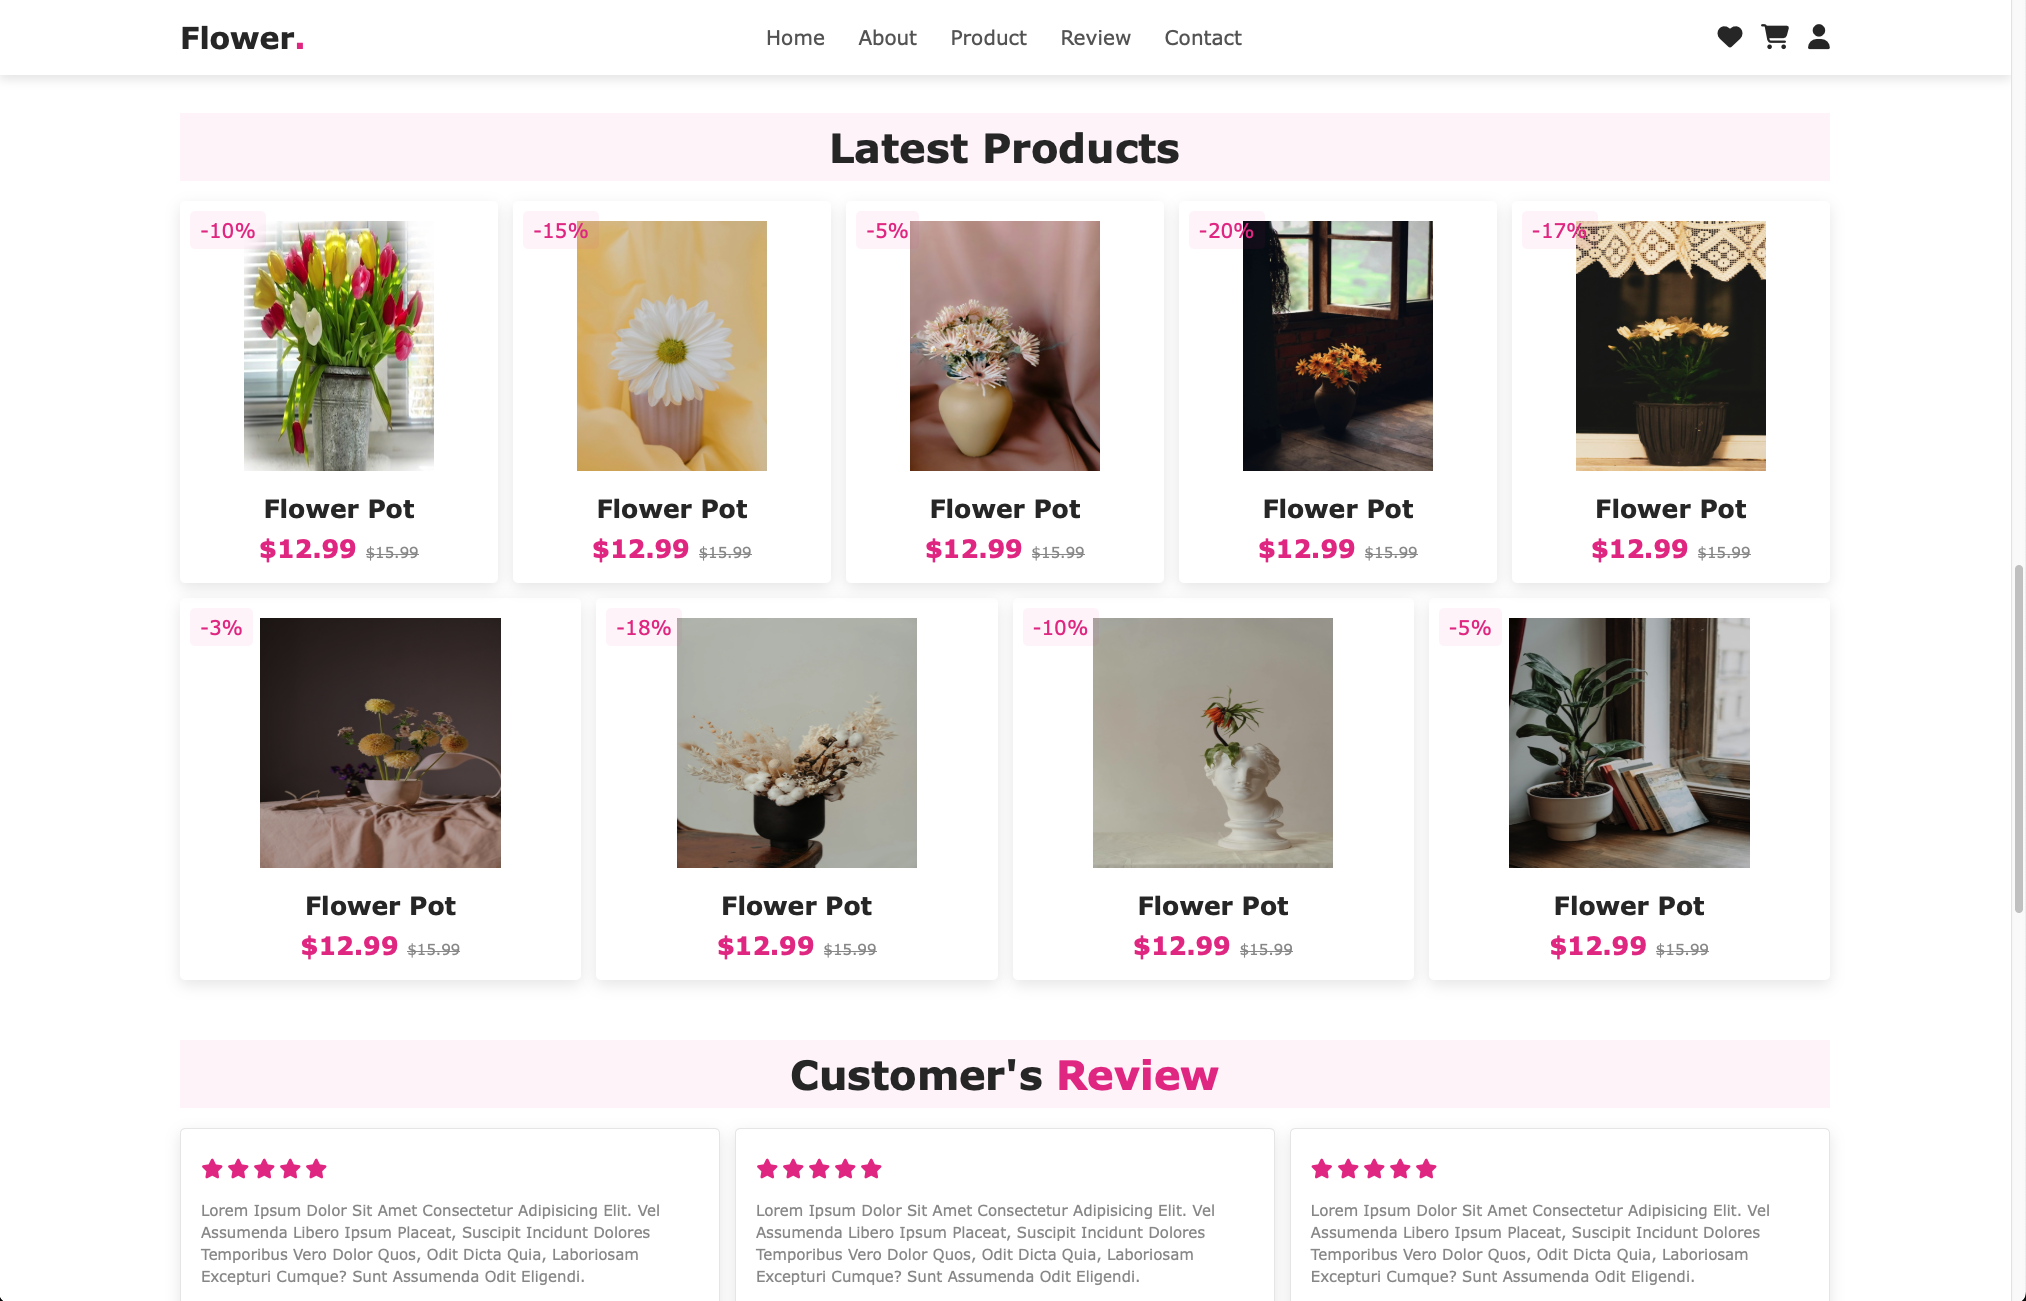 Flower.
Home About Product Review Contact
Latest Products
-10% -15% -5% -20% -17%
Flower Pot Flower Pot Flower Pot Flower Pot Flower Pot
$12.99 $15.99 $12.99 $15.99 $12.99 $15.99 $12.99 $15.99 $12.99 $15.99
-3% -18% -10% -5%
Flower Pot Flower Pot Flower Pot Flower Pot
$12.99 $15.99 $12.99 $15.99 $12.99 $15.99 $12.99 $15.99
Customer's Review
Lorem Ipsum Dolor Sit Amet Consectetur Adipisicing Elit. Vel
Assumenda Libero Ipsum Placeat, Suscipit Incidunt Dolores
Temporibus Vero Dolor Quos, Odit Dicta Quia, Laboriosam
Excepturi Cumque? Sunt Assumenda Odit Eligendi.
Lorem Ipsum Dolor Sit Amet Consectetur Adipisicing Elit. Vel
Assumenda Libero Ipsum Placeat, Suscipit Incidunt Dolores
Temporibus Vero Dolor Quos, Odit Dicta Quia, Laboriosam
Excepturi Cumque? Sunt Assumenda Odit Eligendi.
Lorem Ipsum Dolor Sit Amet Consectetur Adipisicing Elit. Vel
Assumenda Libero Ipsum Placeat, Suscipit Incidunt Dolores
Temporibus Vero Dolor Quos, Odit Dicta Quia, Laboriosam
Excepturi Cumque? Sunt Assumenda Odit Eligendi.